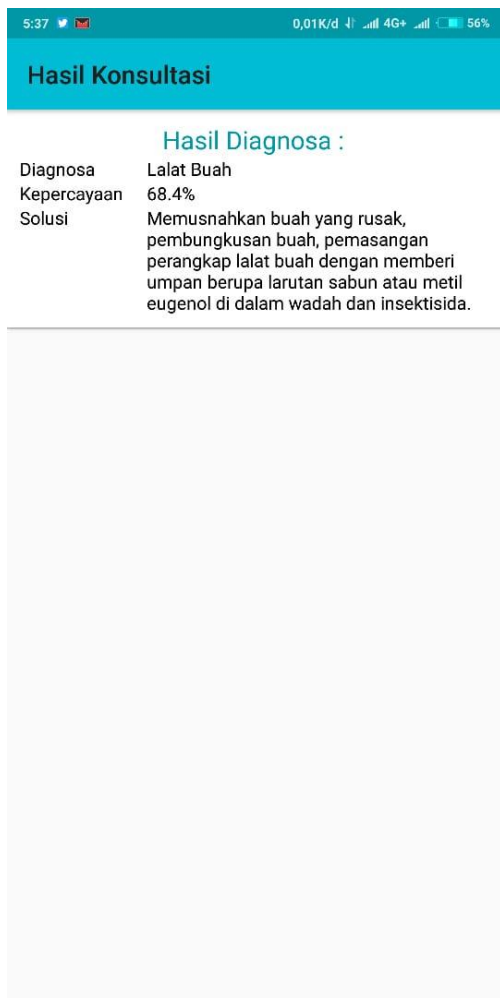 5:37 0,01K/d 4G+ 56%
Hasil Konsultasi
Hasil Diagnosa :
Diagnosa Lalat Buah
Kepercayaan 68.4%
Solusi Memusnahkan buah yang rusak,
pembungkusan buah, pemasangan
perangkap lalat buah dengan memberi
umpan berupa larutan sabun atau metil
eugenol di dalam wadah dan insektisida.